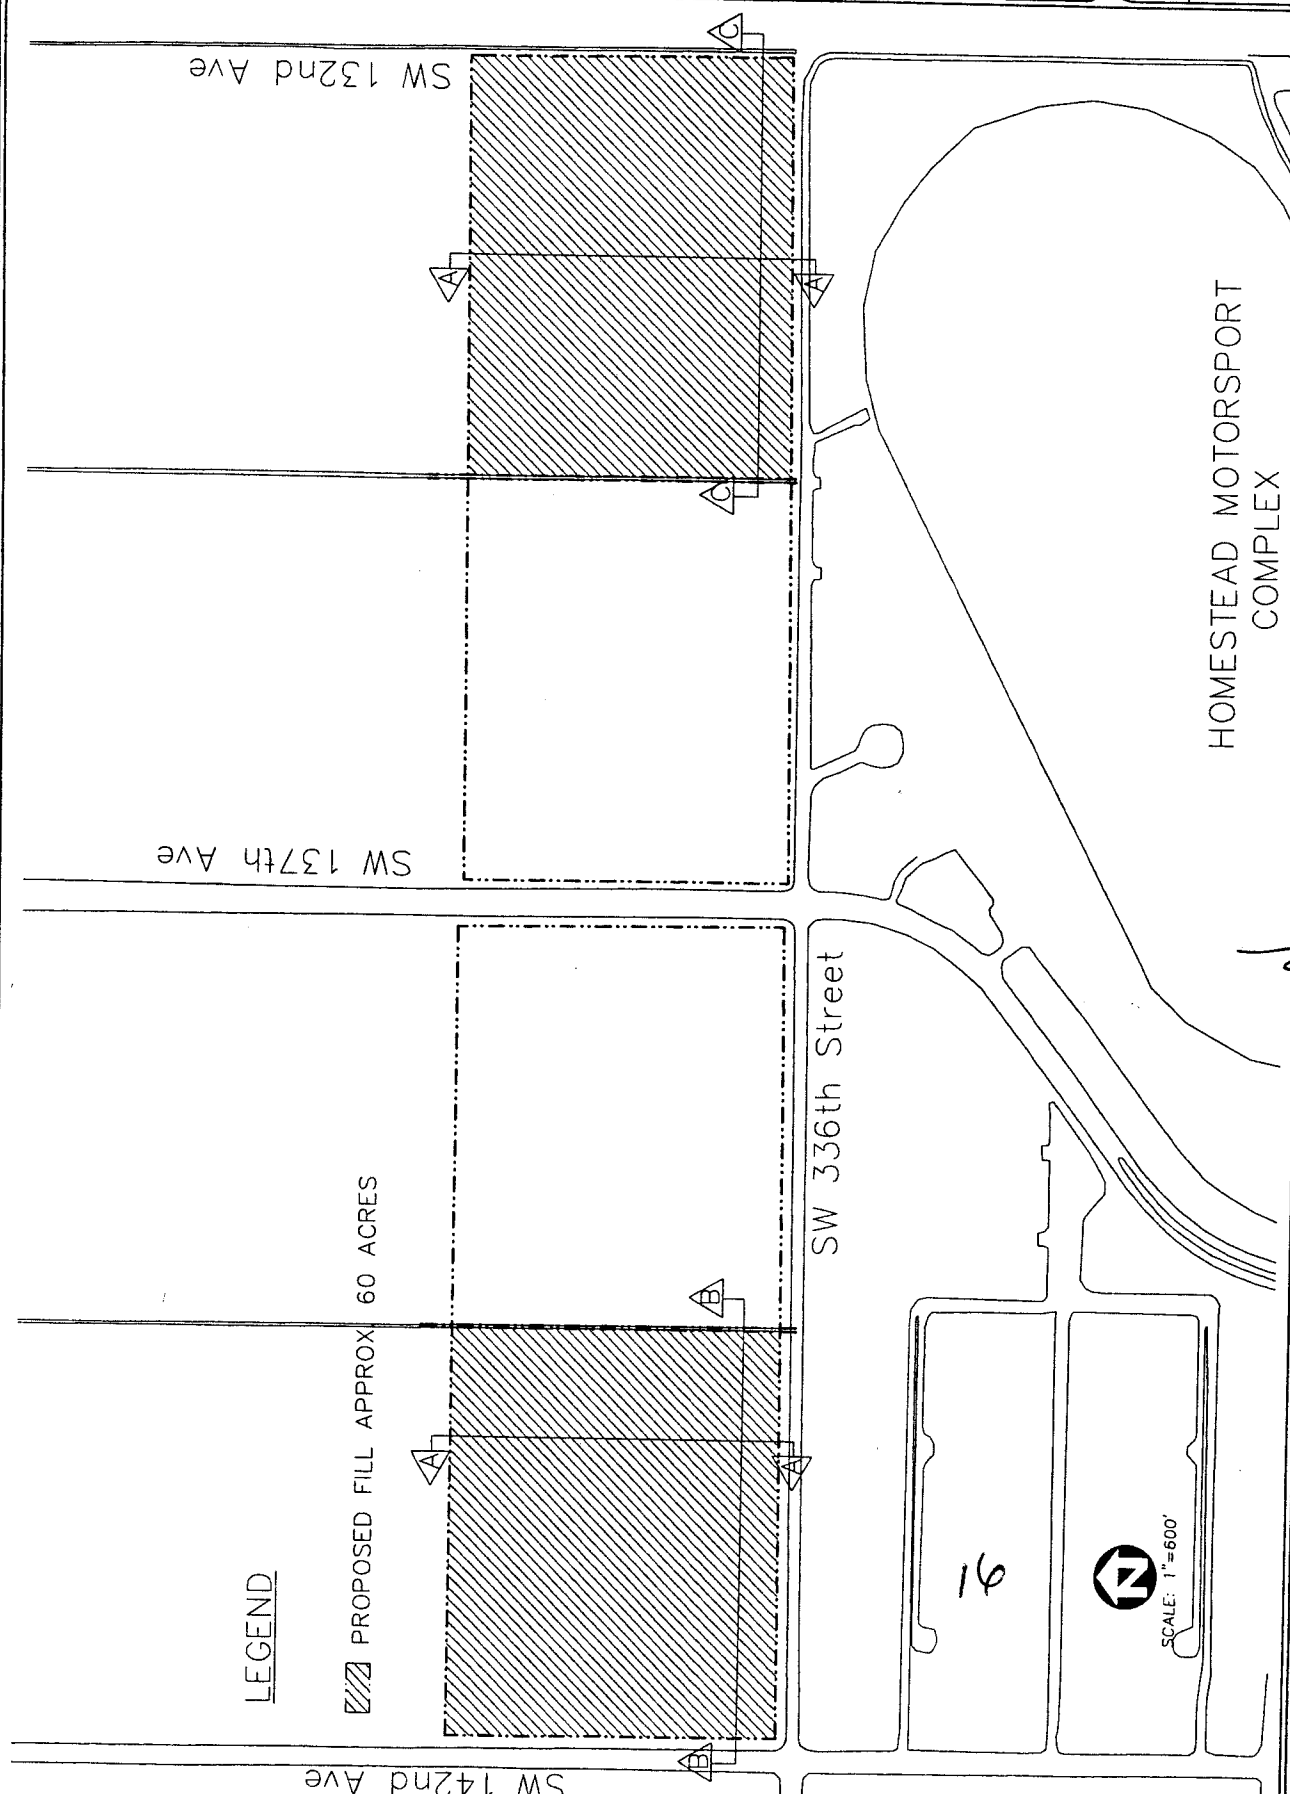 SW 142nd Ave
SW 137th Ave
SW 132nd Ave
LEGEND
PROPOSED FILL APPROX. 60 ACRES
A
A
B
B
A
A
C
C
SW 336th Street
HOMESTEAD MOTORSPORT
COMPLEX
16
N
SCALE: 1"=600'